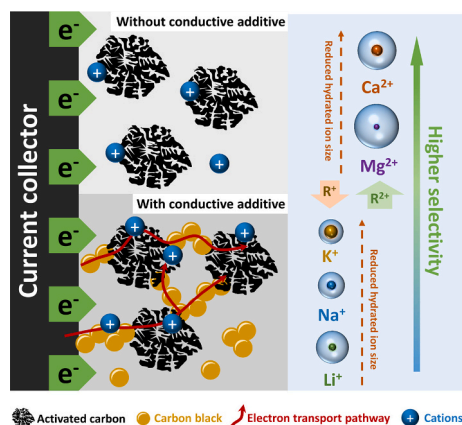 Without conductive additive
e-
e-
e-
+
+
+
+
Current collector
With conductive additive
e-
e-
e-
+
+
+
+
+
Reduced hydrated ion size
Ca²⁺
Mg²⁺
R⁺
R²⁺
K⁺
Na⁺
Li⁺
Reduced hydrated ion size
Higher selectivity
Activated carbon
Carbon black
Electron transport pathway
+
Cations